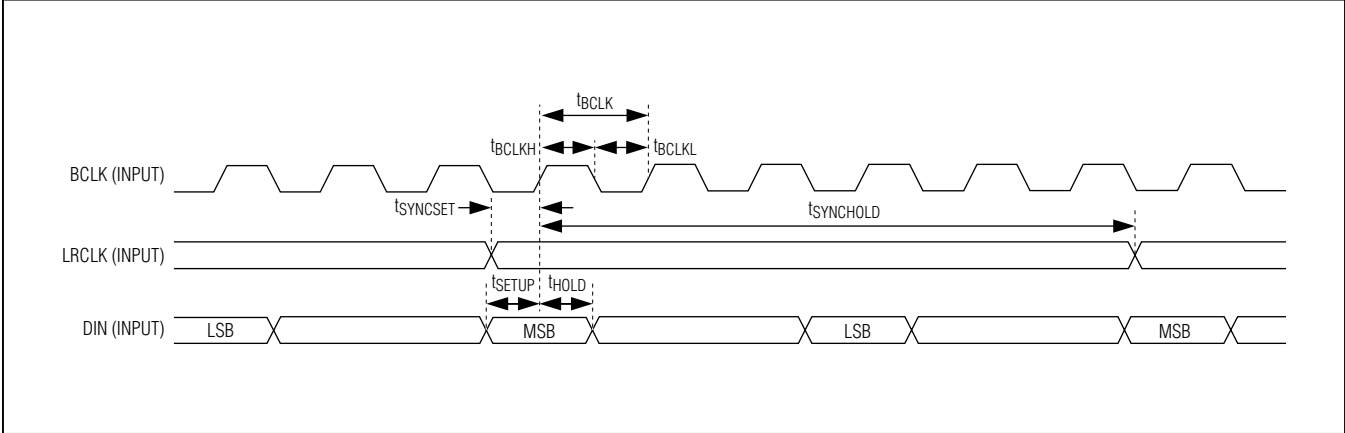 tBCLK
tBCLKH
tBCLKL
BCLK (INPUT)
tSYNCSET
tSYNCHOLD
LRCLK (INPUT)
tSETUP
tHOLD
DIN (INPUT)
LSB
MSB
LSB
MSB